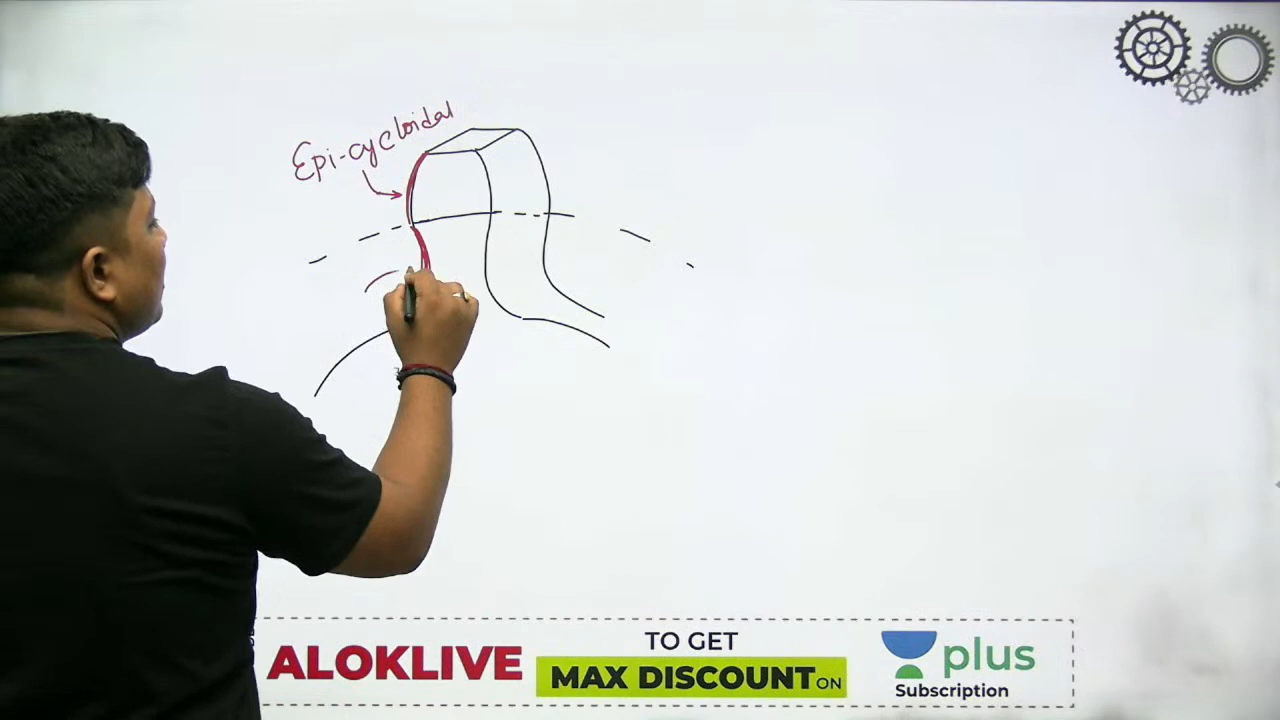 Epi-cycloidal
ALOKLIVE
TO GET
MAX DISCOUNT ON
plus
Subscription